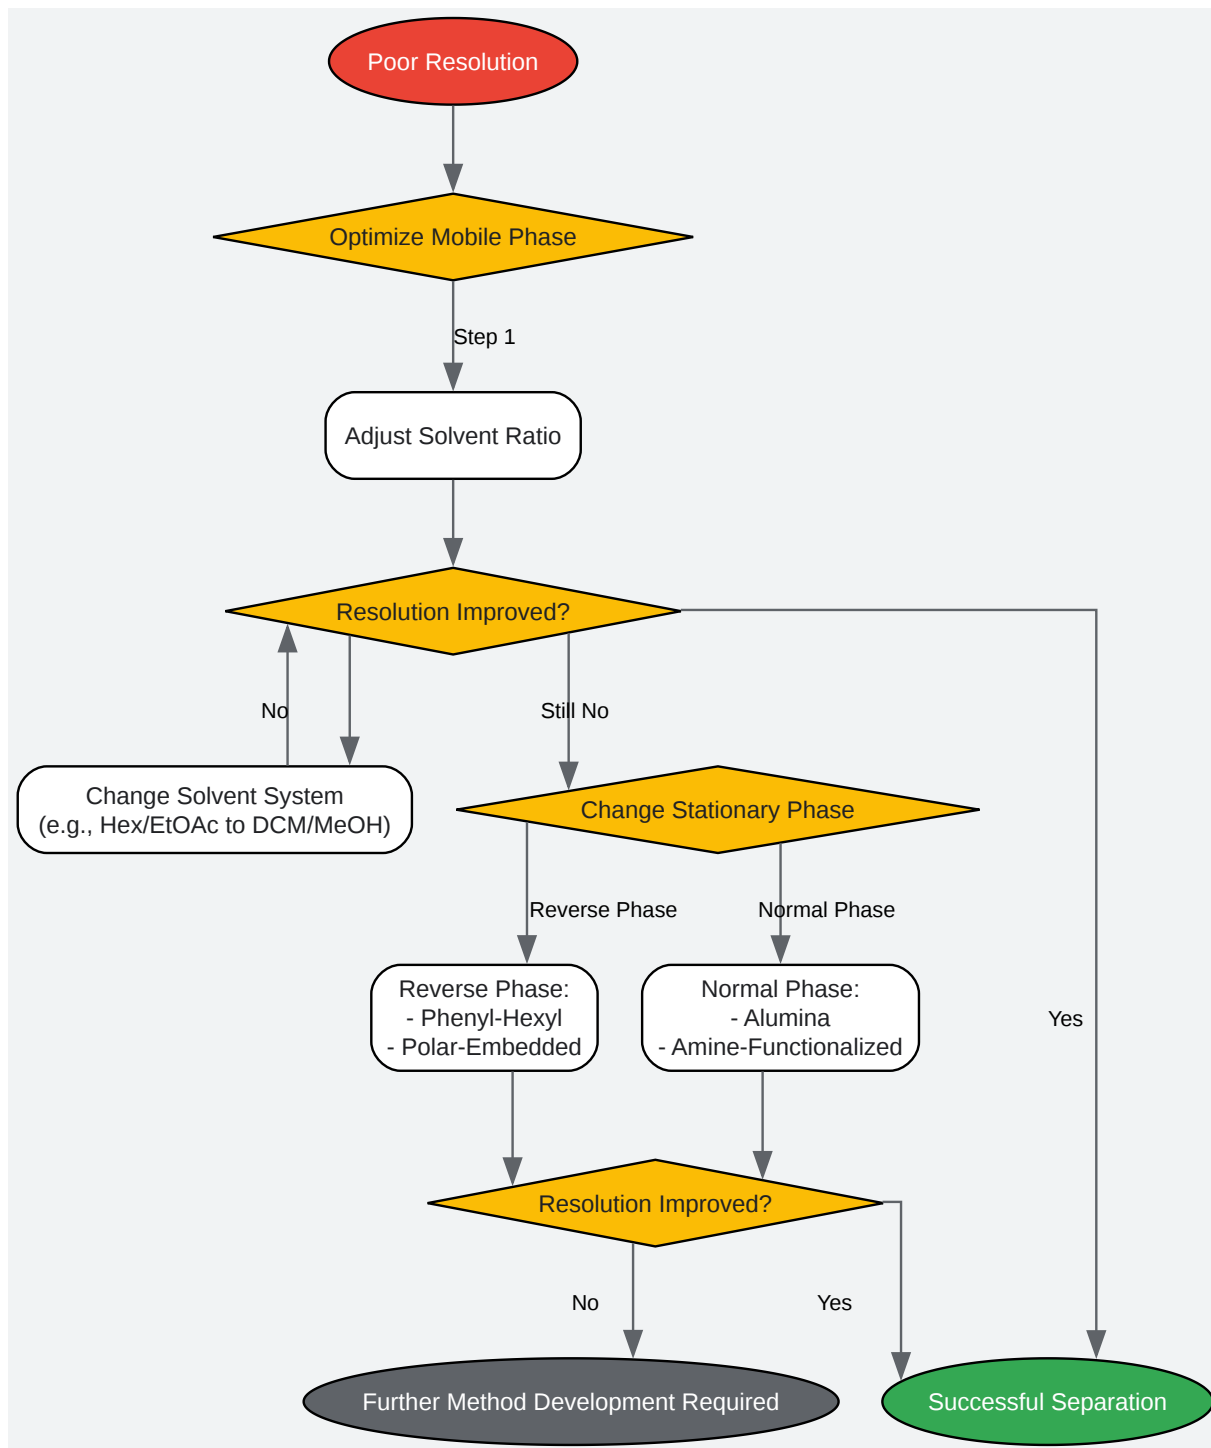 Poor Resolution
Optimize Mobile Phase
Step 1
Adjust Solvent Ratio
Resolution Improved?
No
Still No
Change Solvent System
(e.g., Hex/EtOAc to DCM/MeOH)
Change Stationary Phase
Reverse Phase
Normal Phase
Reverse Phase:
- Phenyl-Hexyl
- Polar-Embedded
Normal Phase:
- Alumina
- Amine-Functionalized
Yes
Resolution Improved?
No
Yes
Further Method Development Required
Successful Separation